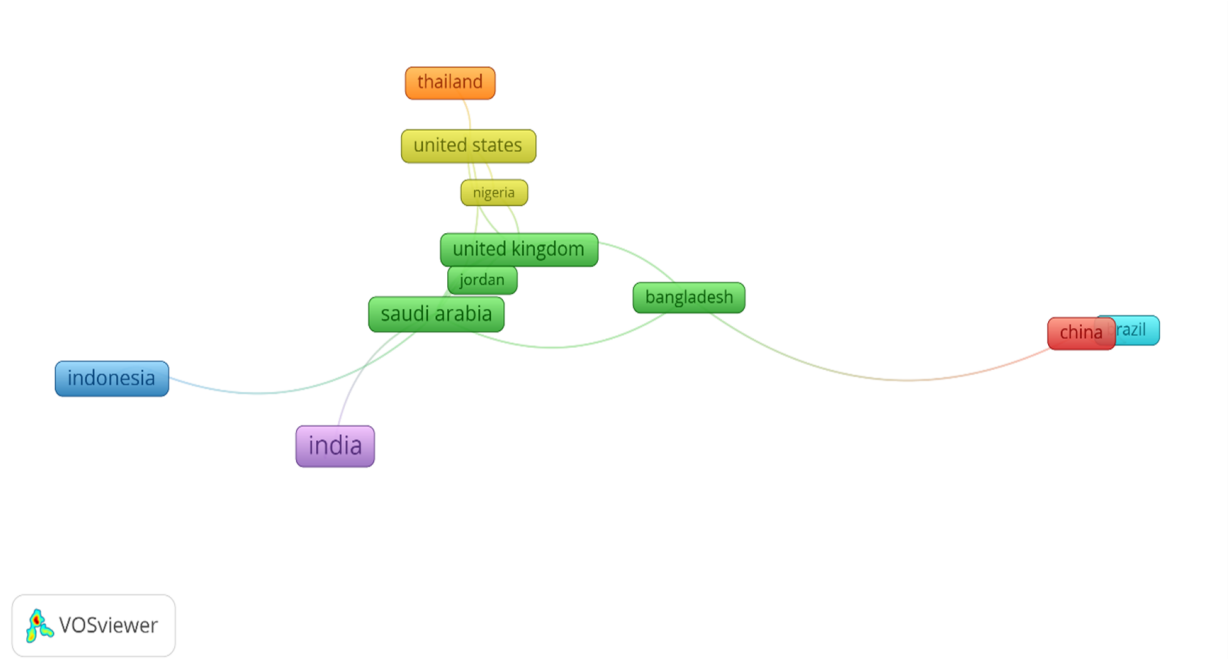 thailand
united states
nigeria
united kingdom
jordan
bangladesh
saudi arabia
china
indonesia
india
VOSviewer